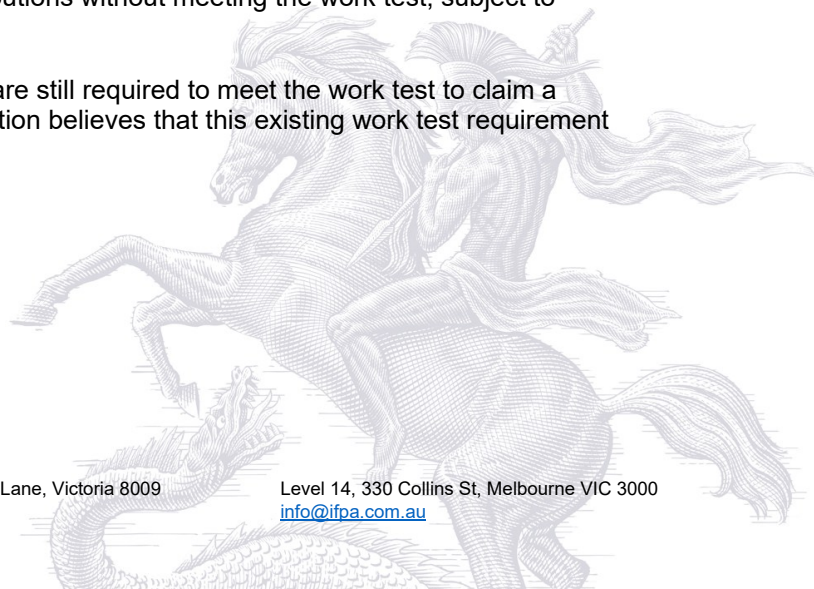 utions without meeting the work test, subject to
are still required to meet the work test to claim a
tion believes that this existing work test requirement
Lane, Victoria 8009
Level 14, 330 Collins St, Melbourne VIC 3000
info@ifpa.com.au